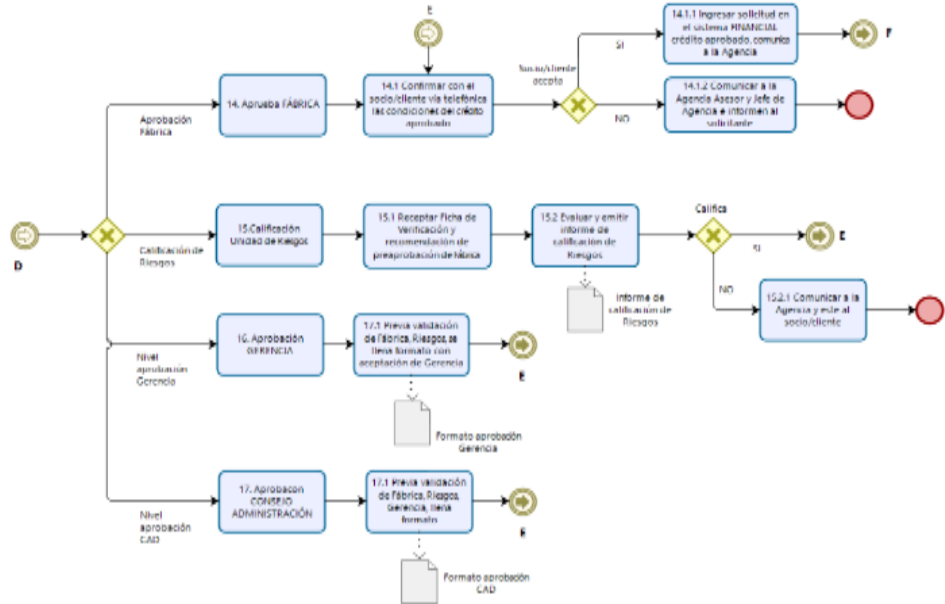 E
14.1.1 Ingresar solicitud en
el sistema FINANCIAL
crédito aprobado, comunica
a la Agencia
F
SI
Socio/cliente
acepta
14. Aprueba FÁBRICA
14.1 Confirmar con el
socio/cliente vía telefónica
las condiciones del crédito
aprobado
14.1.2 Comunicar a la
Agencia Asesor y Jefe de
Agencia e informen al
solicitante
NO
Aprobación
Fábrica
D
Calificación de
Riesgos
15.Calificación
Unidad de Riesgos
15.1 Receptar Ficha de
Verificación y
recomendación de
preaprobación de fábrica
15.2 Evaluar y emitir
informe de
calificación de
Riesgos
Califica
SI
E
NO
Informe de
calificación de
Riesgos
15.2.1 Comunicar a la
Agencia y este al
socio/cliente
Nivel
aprobación
Gerencia
16. Aprobación
GERENCIA
17.1 Previa validación
de Fábrica, Riesgos, se
llena formato con
aceptación de Gerencia
E
Formato aprobación
Gerencia
Nivel
aprobación
CAD
17. Aprobacon
CONSEJO
ADMINISTRACIÓN
17.1 Previa validación
de Fábrica, Riesgos,
Gerencia, llena
formato
E
Formato aprobación
CAD